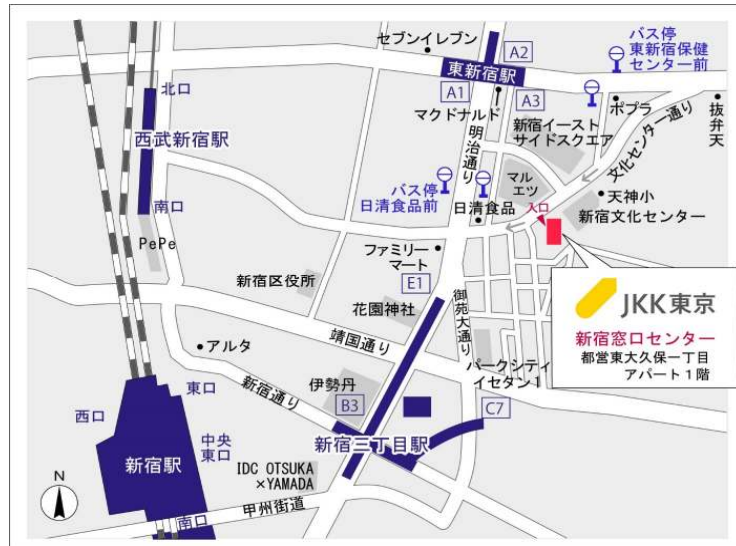 セブンイレブン
A2
バス停
東新宿保健
センター前
東新宿駅
北口
A1
A3
マクドナルド
ポプラ
抜弁天
西武新宿駅
明治通り
新宿イースト
サイドスクエア
文化センター通り
バス停
日清食品前
マル
エツ
天神小
南口
日清食品
入口
新宿文化センター
PePe
ファミリー
マート
新宿区役所
E1
JKK東京
花園神社
御苑大通り
新宿窓口センター
都営東大久保一丁目
アパート1階
靖国通り
アルタ
パークシティ
イセタン1
伊勢丹
新宿通り
東口
B3
C7
西口
中央
東口
新宿三丁目駅
新宿駅
IDC OTSUKA
×YAMADA
N
甲州街道
南口